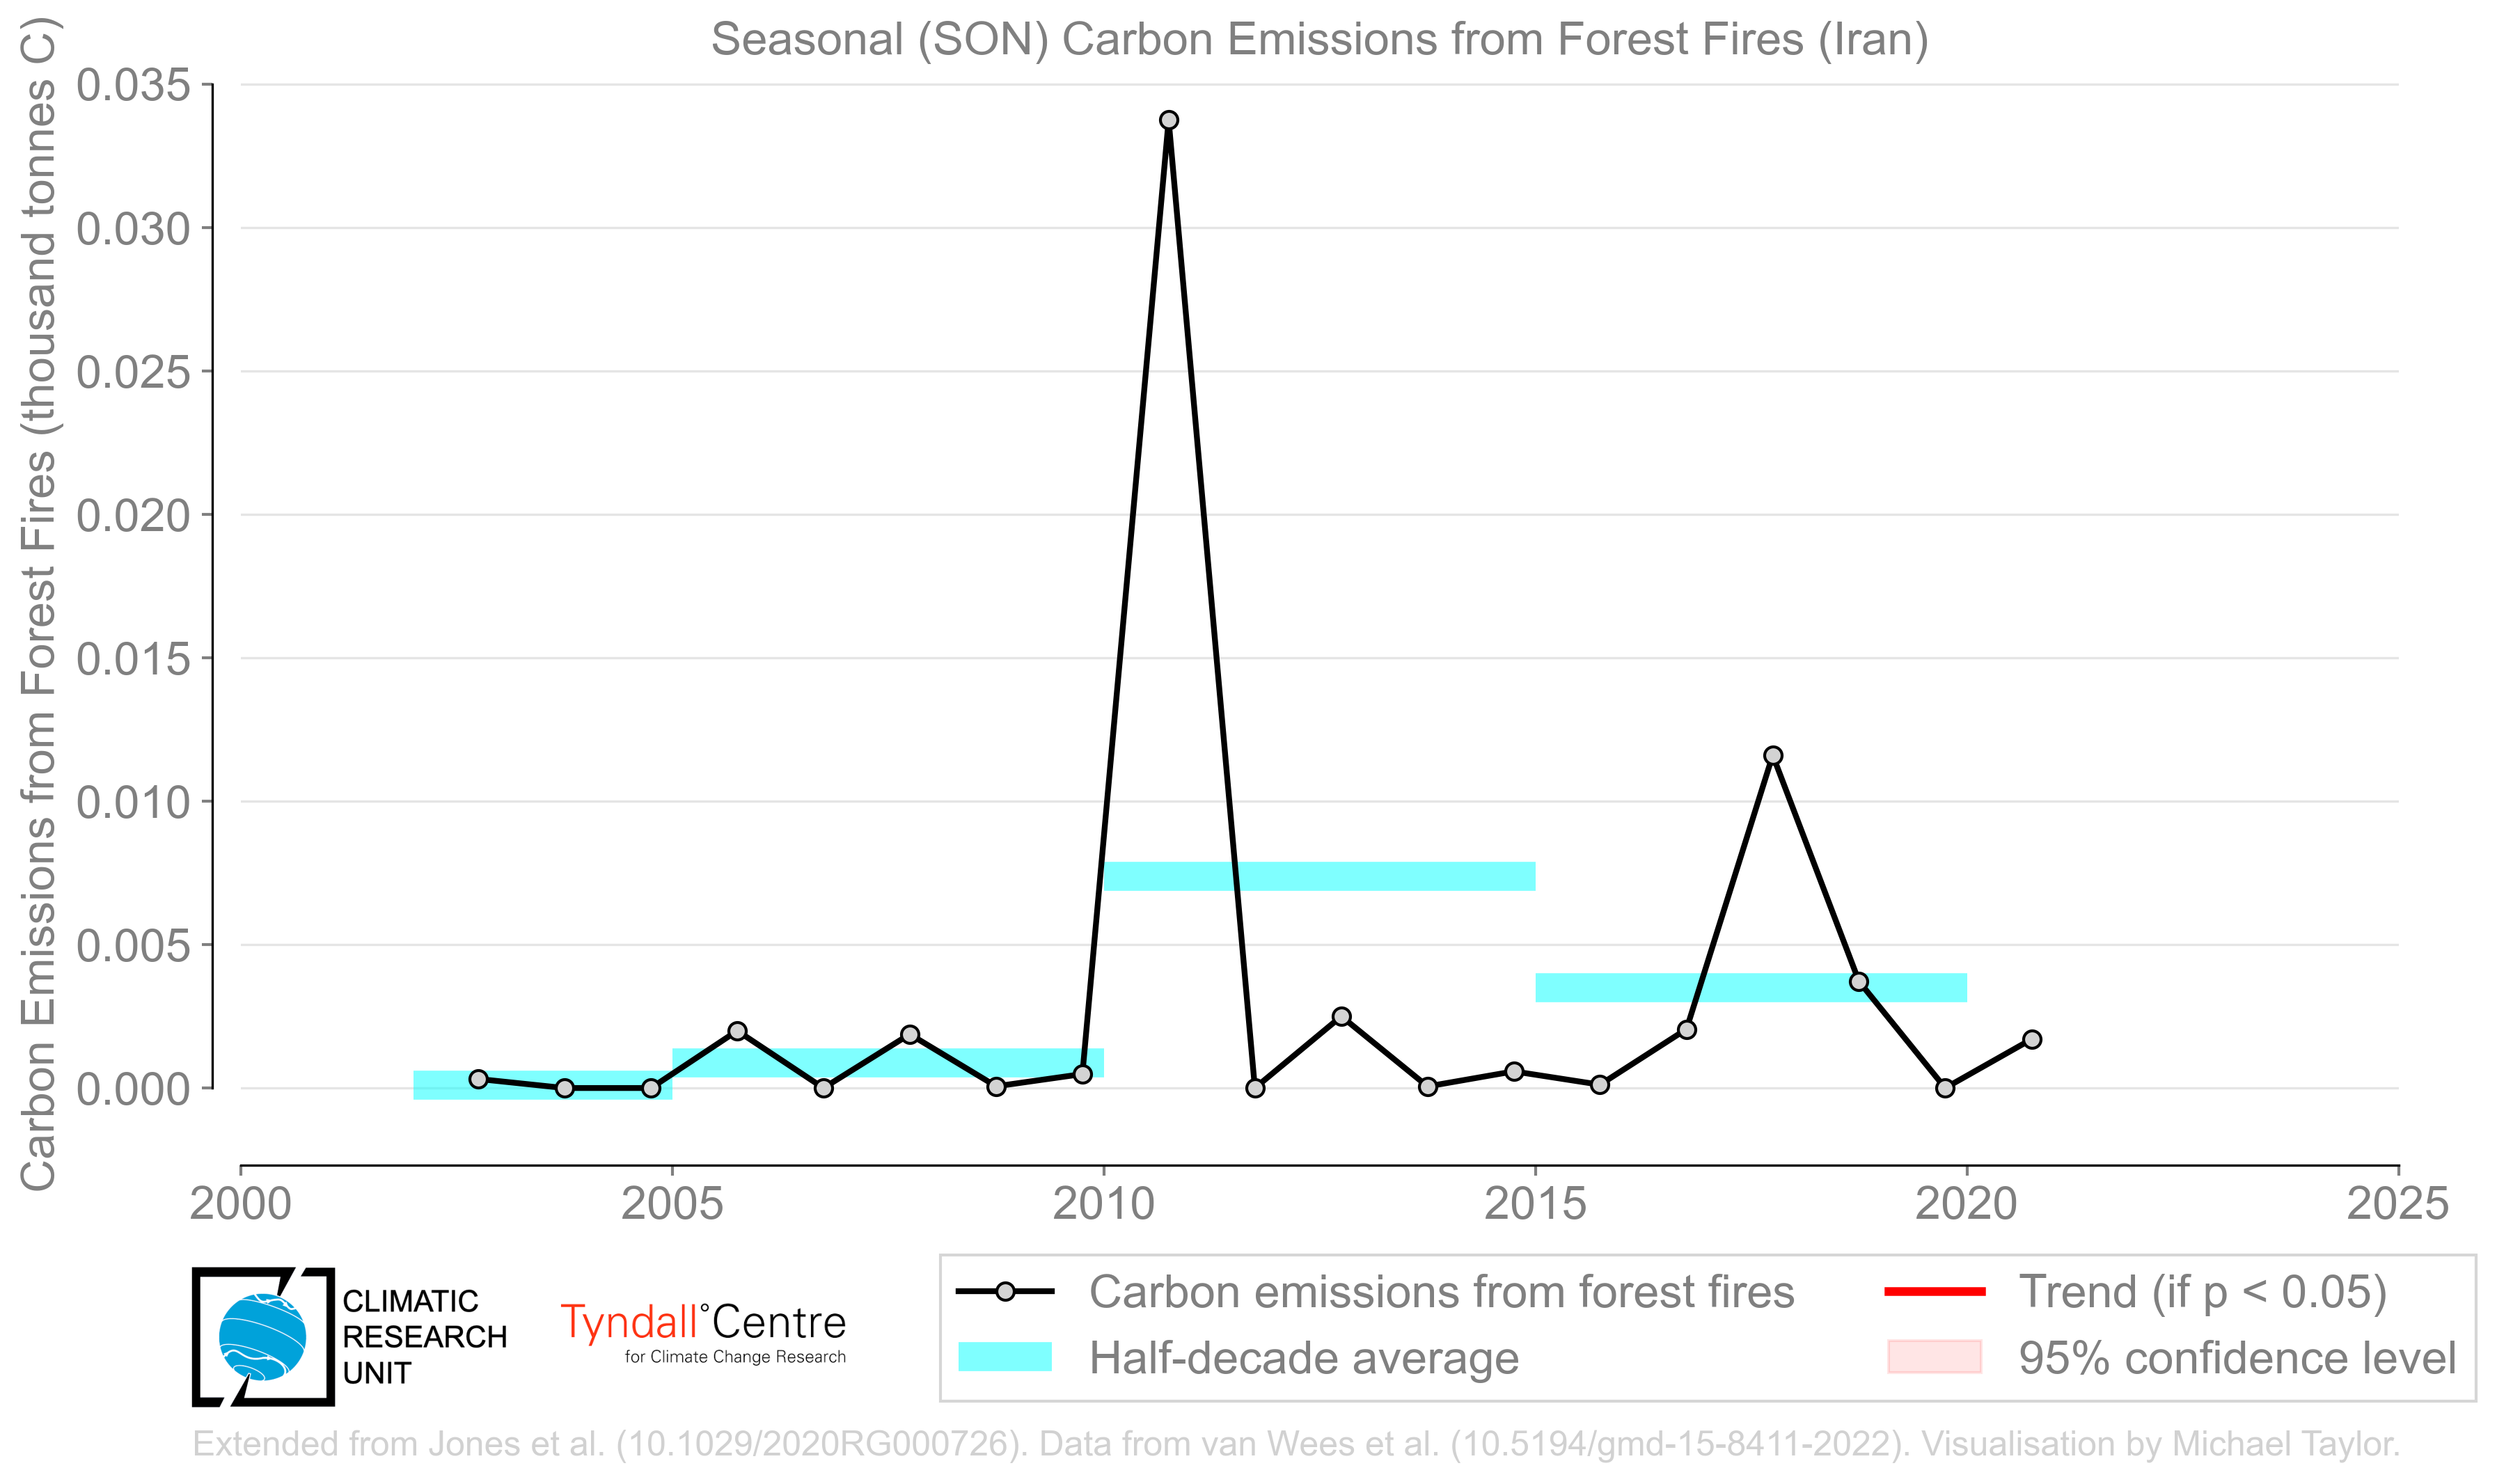 Seasonal (SON) Carbon Emissions from Forest Fires (Iran)
Carbon Emissions from Forest Fires (thousand tonnes C)
0.035
0.030
0.025
0.020
0.015
0.010
0.005
0.000
2000 2005 2010 2015 2020 2025
CLIMATIC
RESEARCH
UNIT
Tyndall°Centre
for Climate Change Research
Carbon emissions from forest fires
Half-decade average
Trend (if p < 0.05)
95% confidence level
Extended from Jones et al. (10.1029/2020RG000726). Data from van Wees et al. (10.5194/gmd-15-8411-2022). Visualisation by Michael Taylor.